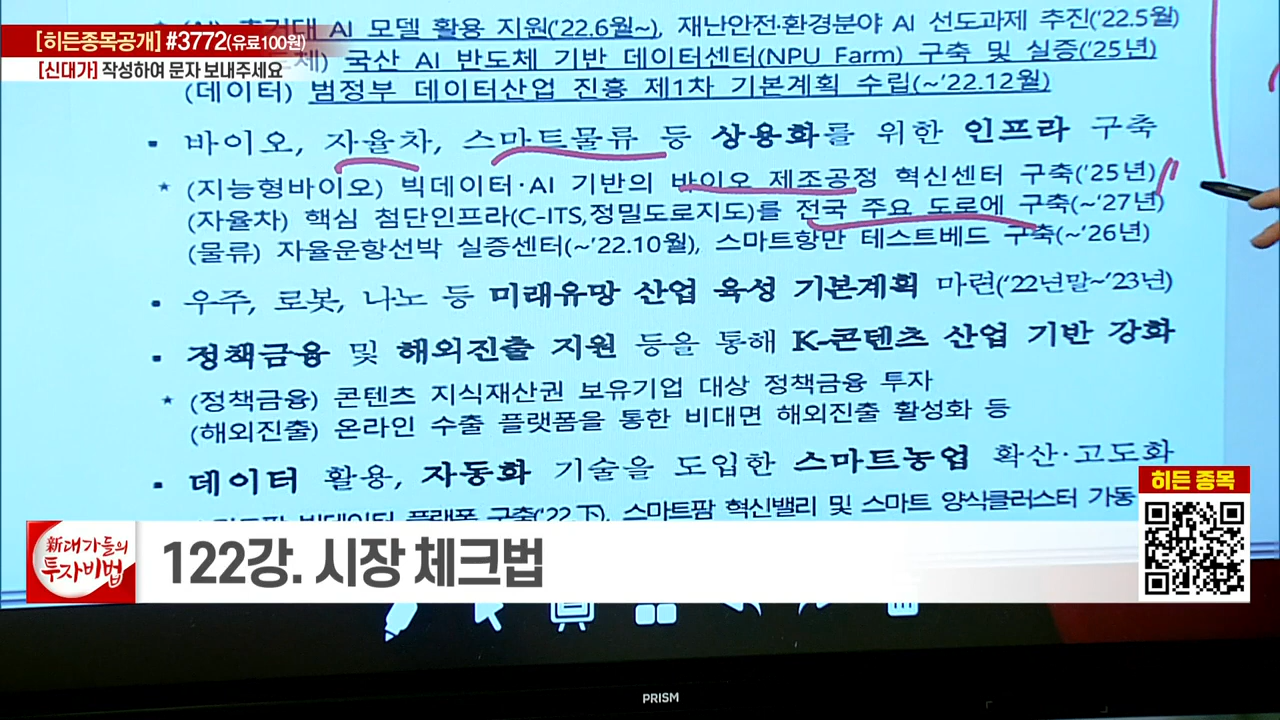 [히든종목공개] #3772(유료100원)
[신대가] 작성하여 문자 보내주세요
AI 모델 활용 지원('22.6월~), 재난안전·환경분야 AI 선도과제 추진('22.5월)
국산 AI 반도체 기반 데이터센터(NPU Farm) 구축 및 실증('25년)
(데이터) 범정부 데이터산업 진흥 제1차 기본계획 수립(~'22.12월)
▪ 바이오, 자율차, 스마트물류 등 상용화를 위한 인프라 구축
* (지능형바이오) 빅데이터·AI 기반의 바이오 제조공정 혁신센터 구축('25년)
(자율차) 핵심 첨단인프라(C-ITS,정밀도로지도)를 전국 주요 도로에 구축(~'27년)
(물류) 자율운항선박 실증센터(~'22.10월), 스마트항만 테스트베드 구축(~'26년)
▪ 우주, 로봇, 나노 등 미래유망 산업 육성 기본계획 마련('22년말~'23년)
▪ 정책금융 및 해외진출 지원 등을 통해 K-콘텐츠 산업 기반 강화
* (정책금융) 콘텐츠 지식재산권 보유기업 대상 정책금융 투자
(해외진출) 온라인 수출 플랫폼을 통한 비대면 해외진출 활성화 등
▪ 데이터 활용, 자동화 기술을 도입한 스마트농업 확산·고도화
빅데이터 플랫폼 구축('22.下), 스마트팜 혁신밸리 및 스마트 양식클러스터 가동
히든 종목
新대가들의
투자비법
122강. 시장 체크법
PRISM